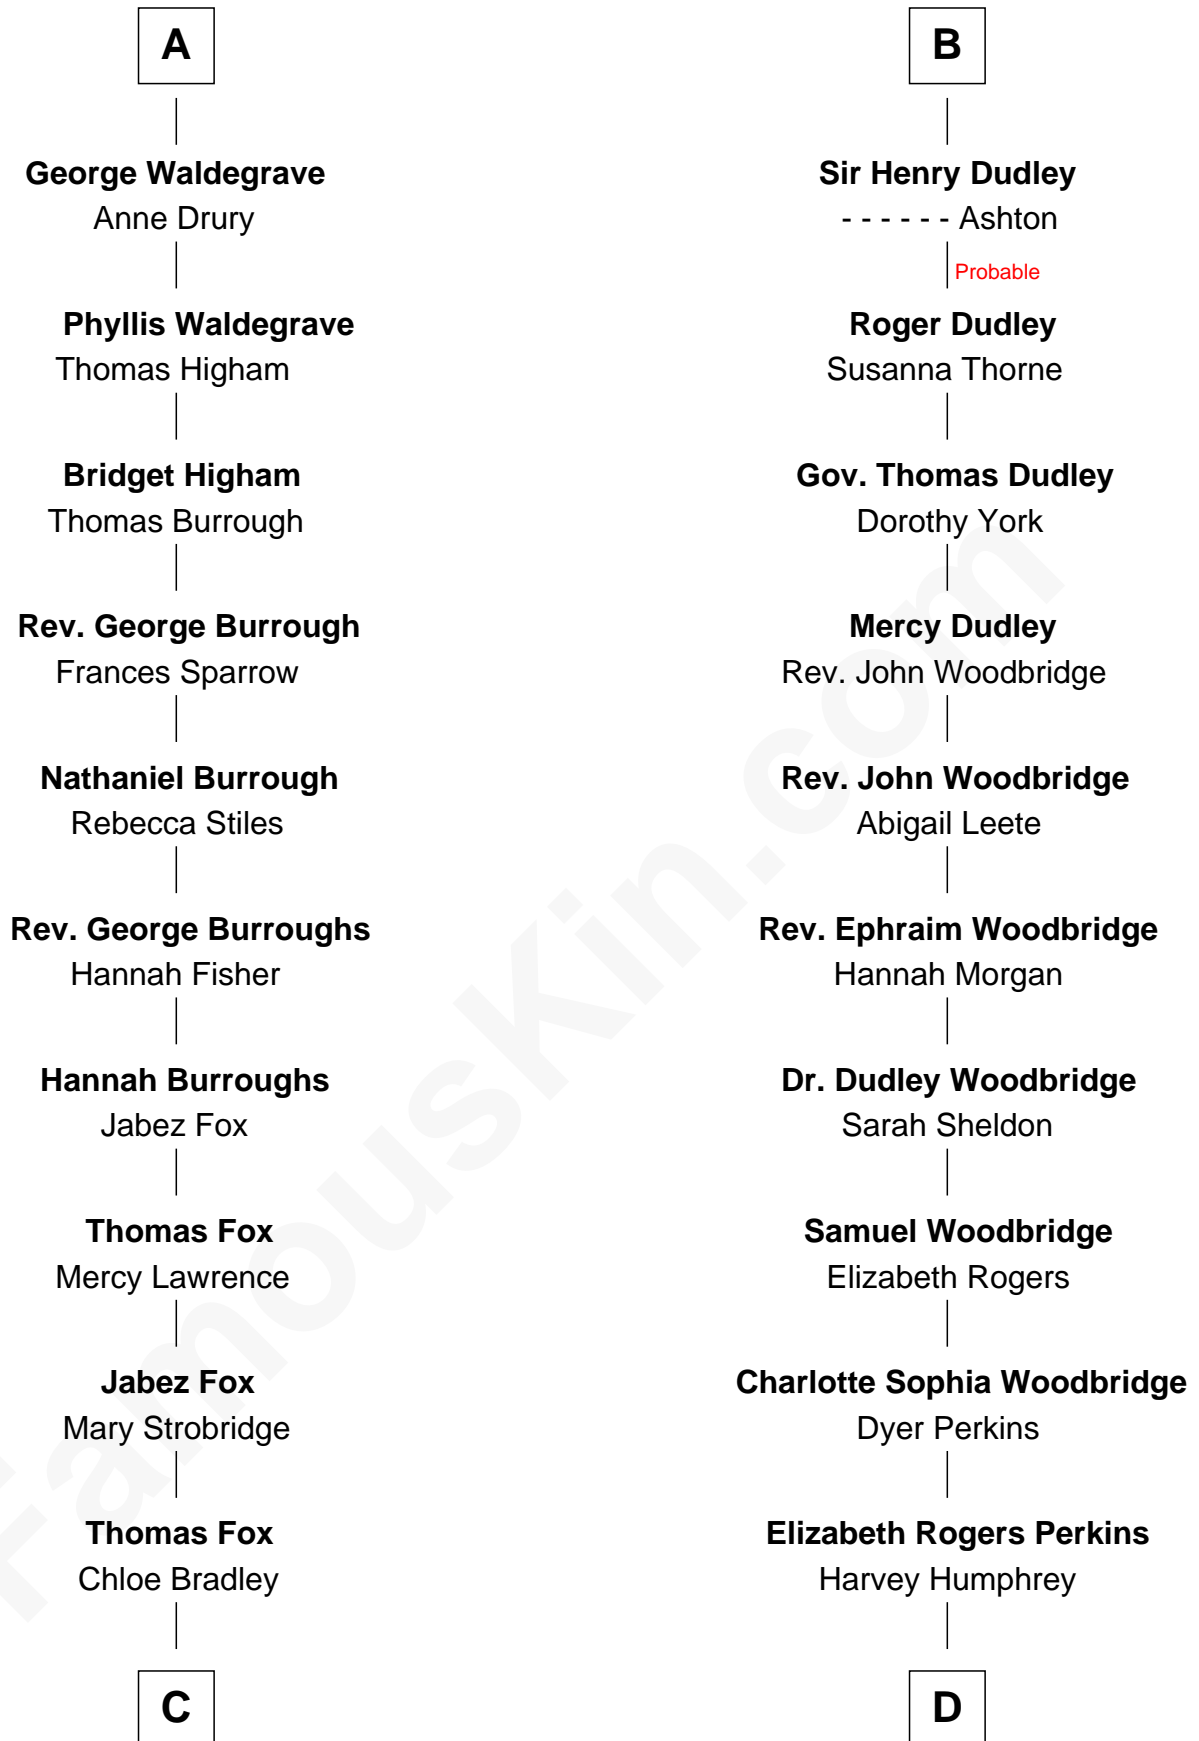 A
George Waldegrave
Anne Drury
Phyllis Waldegrave
Thomas Higham
Bridget Higham
Thomas Burrough
Rev. George Burrough
Frances Sparrow
Nathaniel Burrough
Rebecca Stiles
Rev. George Burroughs
Hannah Fisher
Hannah Burroughs
Jabez Fox
Thomas Fox
Mercy Lawrence
Jabez Fox
Mary Strobridge
Thomas Fox
Chloe Bradley
C
B
Sir Henry Dudley
- - - - - - Ashton
Probable
Roger Dudley
Susanna Thorne
Gov. Thomas Dudley
Dorothy York
Mercy Dudley
Rev. John Woodbridge
Rev. John Woodbridge
Abigail Leete
Rev. Ephraim Woodbridge
Hannah Morgan
Dr. Dudley Woodbridge
Sarah Sheldon
Samuel Woodbridge
Elizabeth Rogers
Charlotte Sophia Woodbridge
Dyer Perkins
Elizabeth Rogers Perkins
Harvey Humphrey
D
FamousKin.com